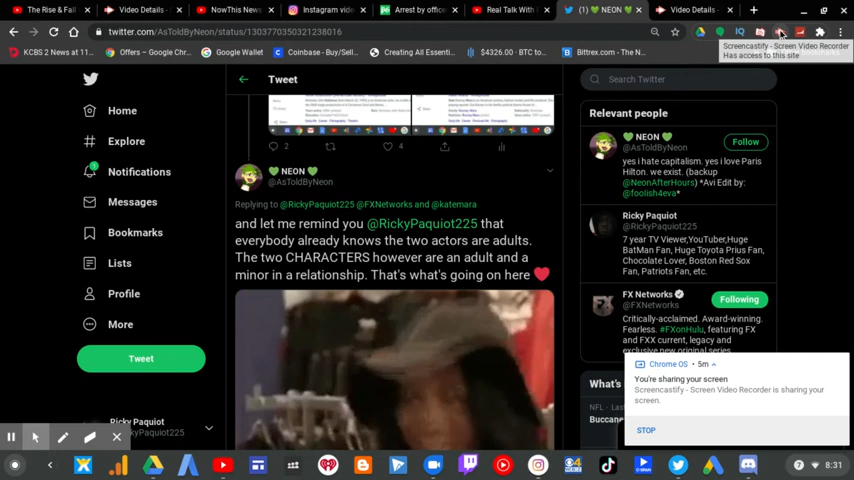 The Rise & Fall
Video Details -
NowThis News
Instagram vide
Arrest by office
Real Talk With
(1) 💚 NEON 💚
Video Details -
twitter.com/AsToldByNeon/status/1303770350321238016
KCBS 2 News is 11...
Offers – Groupon: C...
Google Wallet
Coinbase - Buy/Sell...
Creating All Essenti...
$4326.00 - BTC to...
Bittrex.com - The N...
Screencastify - Screen Video Recorder
Has access to this site
Home
Explore
1
Notifications
Messages
Bookmarks
Lists
Profile
More
Tweet
Ricky Paquiot
ckyPaquiot225
Tweet
2
4
💚 NEON 💚
@AsToldByNeon
Replying to @RickyPaquiot225 @FXNetworks and @katemara
and let me remind you @RickyPaquiot225 that
everybody already knows the two actors are adults.
The two CHARACTERS however are an adult and a
minor in a relationship. That's what's going on here ❤️
Search Twitter
Relevant people
💚 NEON 💚
@AsToldByNeon
Follow
yes i hate capitalism. yes i love Paris
Hilton. we exist. (backup
@NeonAfterHours) *Avi Edit by:
@foolish4eva*
Ricky Paquiot
@RickyPaquiot225
7 year TV Viewer,YouTuber,Huge
BatMan Fan, Huge Toyota Prius Fan,
Chocolate Lover, Boston Red Sox
Fan, Patriots Fan, etc.
FX Networks
@FXNetworks
Following
Critically-acclaimed. Award-winning.
Fearless. #FXonHulu, featuring
FX and FXX current, legacy and
exclusive new original series
What's
NFL · Las
Buccane
Chrome OS • 5m
You're sharing your screen
Screencastify - Screen Video Recorder is sharing your
screen.
STOP
8:31